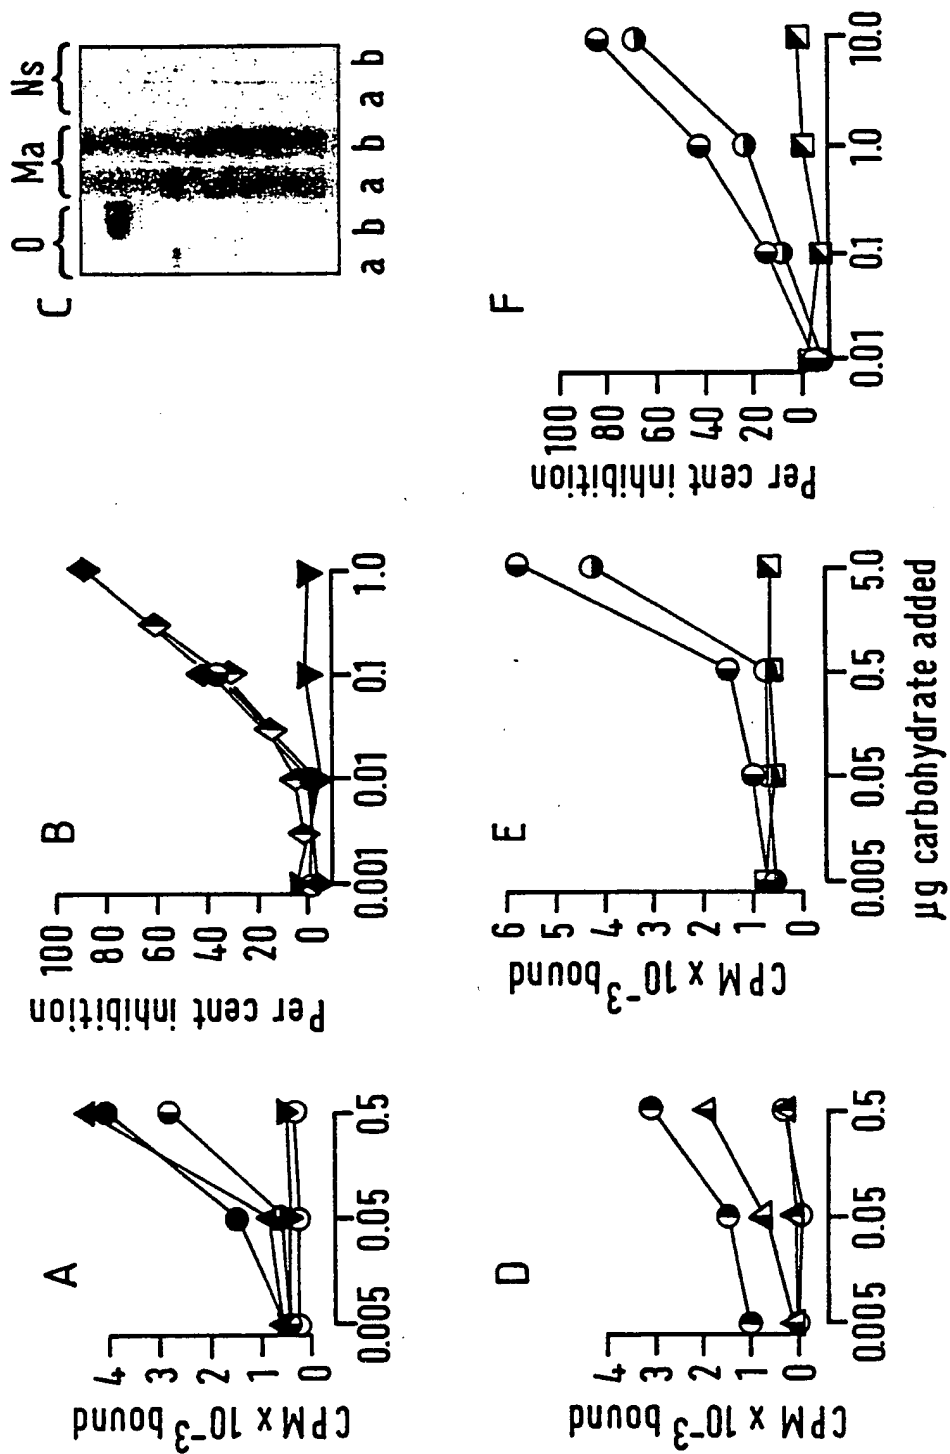 A
CPM x 10⁻³ bound
4
3
2
1
0
0.005 0.05 0.5
B
Per cent inhibition
100
80
60
40
20
0
0.001 0.01 0.1 1.0
C
O Ma Ns
a b a b a b
D
CPM x 10⁻³ bound
4
3
2
1
0
0.005 0.05 0.5
E
CPM x 10⁻³ bound
6
5
4
3
2
1
0
0.005 0.05 0.5 5.0
F
Per cent inhibition
100
80
60
40
20
0
0.01 0.1 1.0 10.0
µg carbohydrate added